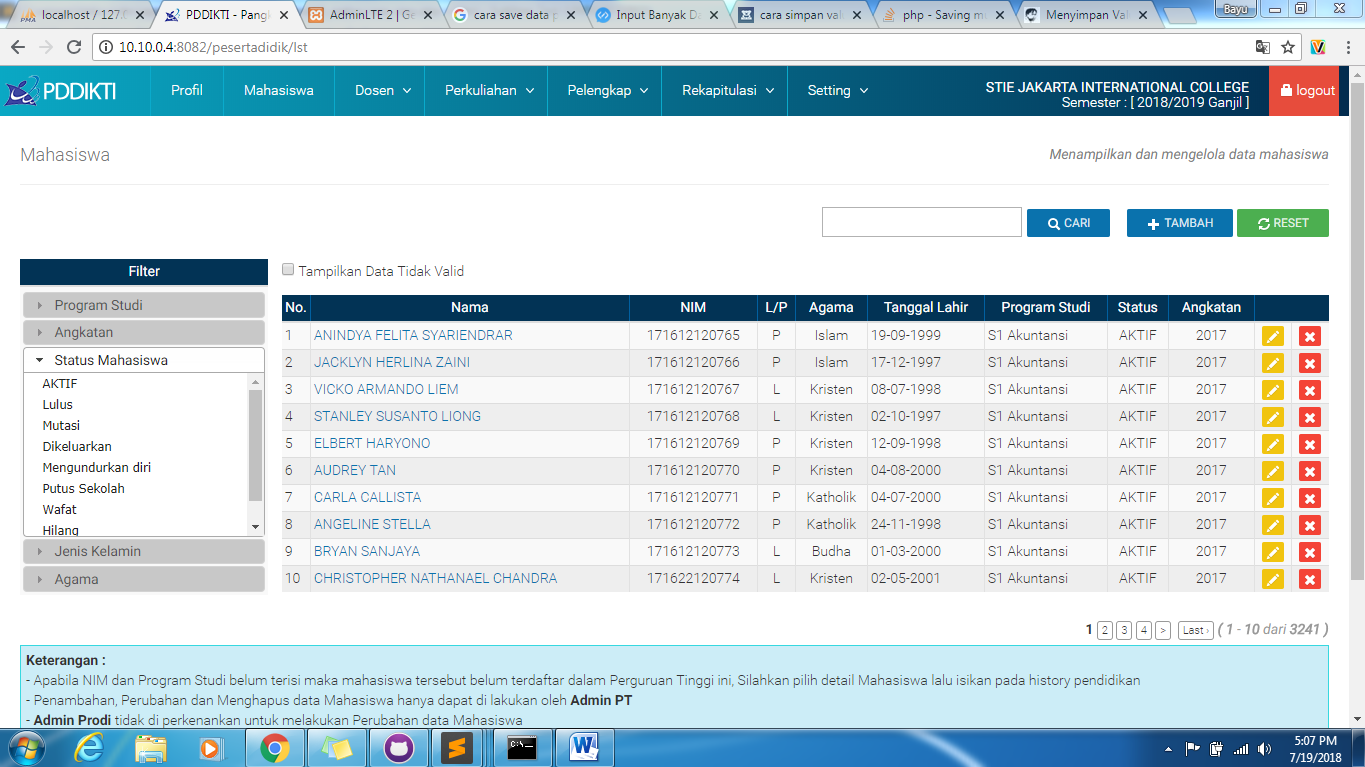 localhost / 127.0
PDDIKTI - Pangk
AdminLTE 2 | Ge
cara save data p
Input Banyak Da
cara simpan valu
php - Saving mu
Menyimpan Val
Bayu
10.10.0.4:8082/pesertadidik/lst
PDDIKTI Profil Mahasiswa Dosen Perkuliahan Pelengkap Rekapitulasi Setting
STIE JAKARTA INTERNATIONAL COLLEGE
Semester : [ 2018/2019 Ganjil ]
logout
Mahasiswa
Menampilkan dan mengelola data mahasiswa
CARI TAMBAH RESET
Filter
Program Studi
Angkatan
Status Mahasiswa
AKTIF
Lulus
Mutasi
Dikeluarkan
Mengundurkan diri
Putus Sekolah
Wafat
Hilang
Jenis Kelamin
Agama
Tampilkan Data Tidak Valid
No. Nama NIM L/P Agama Tanggal Lahir Program Studi Status Angkatan
1 ANINDYA FELITA SYARIENDRAR 171612120765 P Islam 19-09-1999 S1 Akuntansi AKTIF 2017
2 JACKLYN HERLINA ZAINI 171612120766 P Islam 17-12-1997 S1 Akuntansi AKTIF 2017
3 VICKO ARMANDO LIEM 171612120767 L Kristen 08-07-1998 S1 Akuntansi AKTIF 2017
4 STANLEY SUSANTO LIONG 171612120768 L Kristen 02-10-1997 S1 Akuntansi AKTIF 2017
5 ELBERT HARYONO 171612120769 P Kristen 12-09-1998 S1 Akuntansi AKTIF 2017
6 AUDREY TAN 171612120770 P Kristen 04-08-2000 S1 Akuntansi AKTIF 2017
7 CARLA CALLISTA 171612120771 P Katholik 04-07-2000 S1 Akuntansi AKTIF 2017
8 ANGELINE STELLA 171612120772 P Katholik 24-11-1998 S1 Akuntansi AKTIF 2017
9 BRYAN SANJAYA 171612120773 L Budha 01-03-2000 S1 Akuntansi AKTIF 2017
10 CHRISTOPHER NATHANAEL CHANDRA 171622120774 L Kristen 02-05-2001 S1 Akuntansi AKTIF 2017
1 2 3 4 > Last › ( 1 - 10 dari 3241 )
Keterangan :
- Apabila NIM dan Program Studi belum terisi maka mahasiswa tersebut belum terdaftar dalam Perguruan Tinggi ini, Silahkan pilih detail Mahasiswa lalu isikan pada history pendidikan
- Penambahan, Perubahan dan Menghapus data Mahasiswa hanya dapat di lakukan oleh Admin PT
- Admin Prodi tidak di perkenankan untuk melakukan Perubahan data Mahasiswa
5:07 PM
7/19/2018